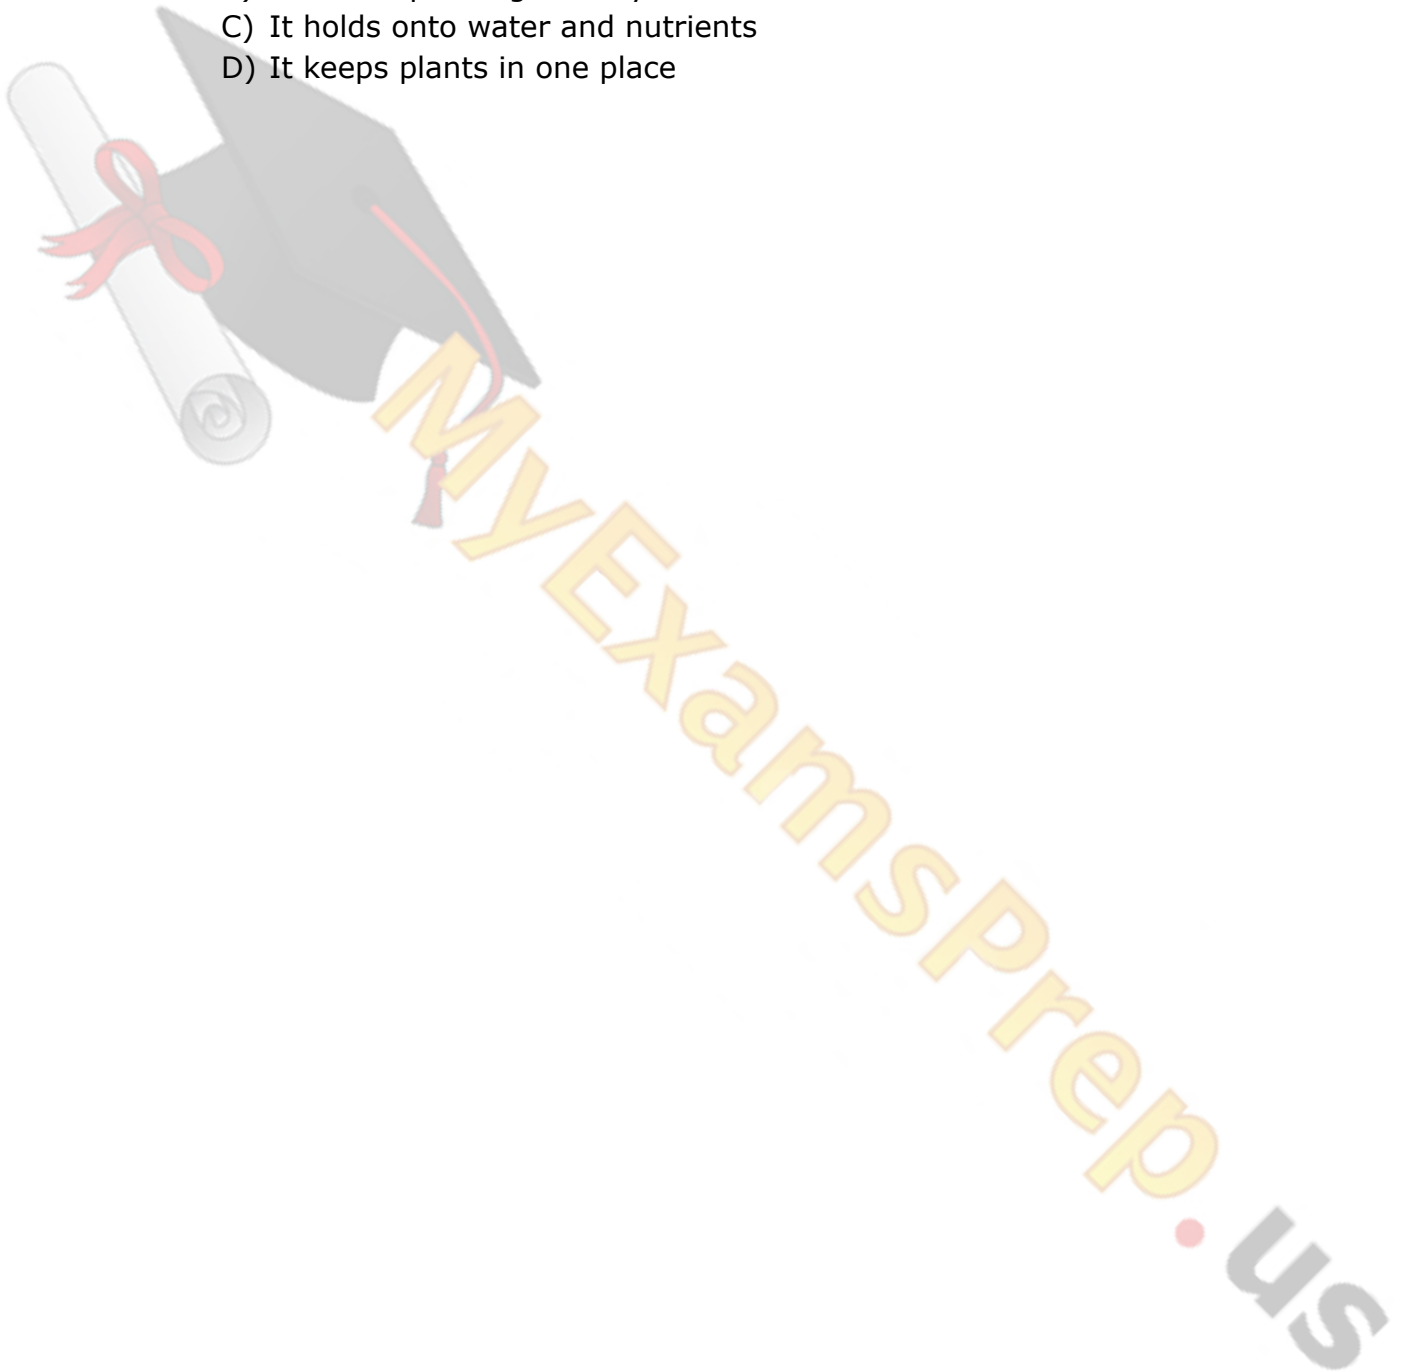 C) It holds onto water and nutrients
D) It keeps plants in one place
MyExamsPrep.us